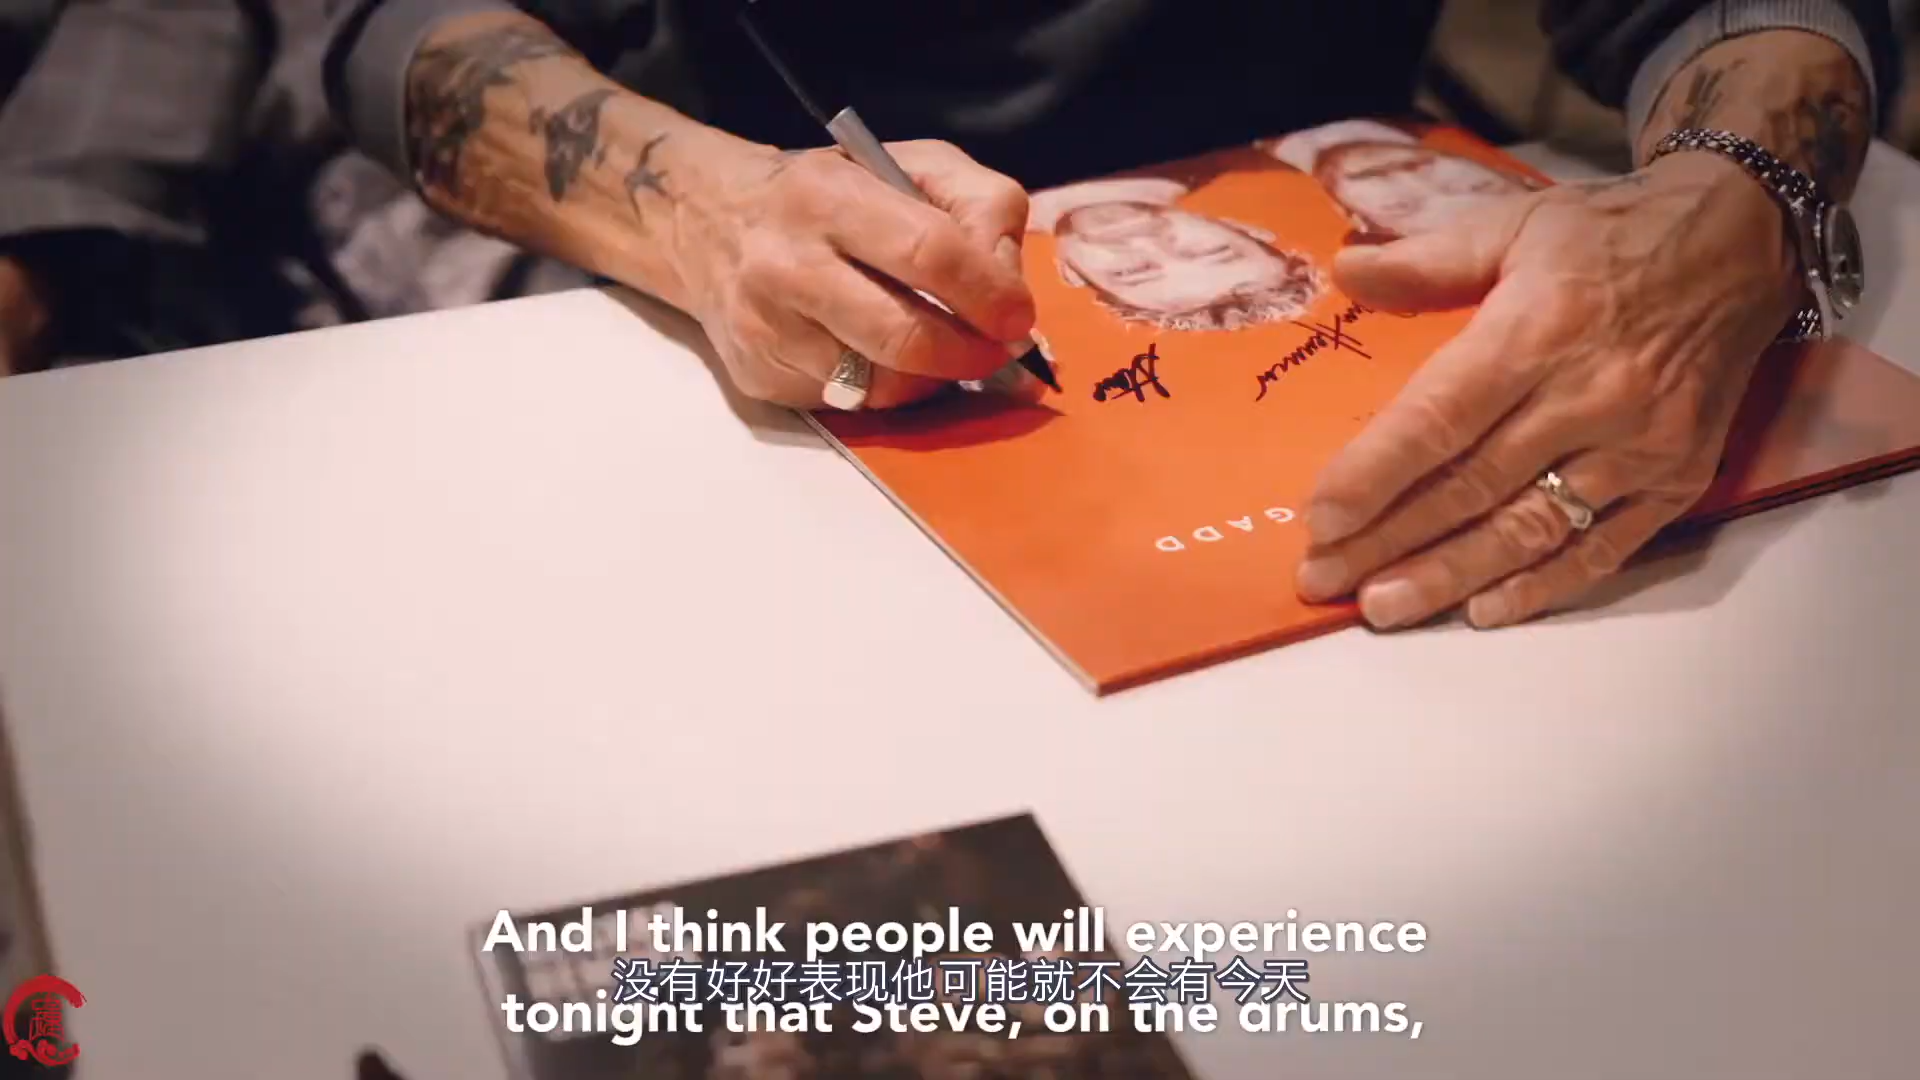 GADD
And I think people will experience
没有好好表现他可能就不会有今天
tonight that Steve, on the drums,